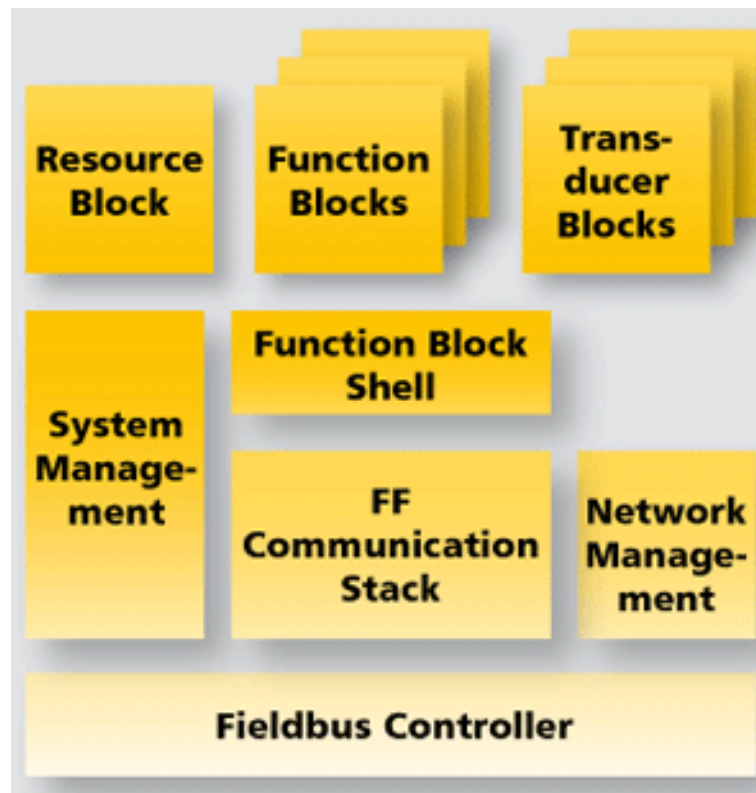 Resource
Block
Function
Blocks
Trans-
ducer
Blocks
System
Manage-
ment
Function Block
Shell
FF
Communication
Stack
Network
Manage-
ment
Fieldbus Controller